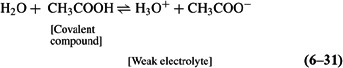 H₂O + CH₃COOH ⇌ H₃O⁺ + CH₃COO⁻
[Covalent
compound]
[Weak electrolyte] (6–31)